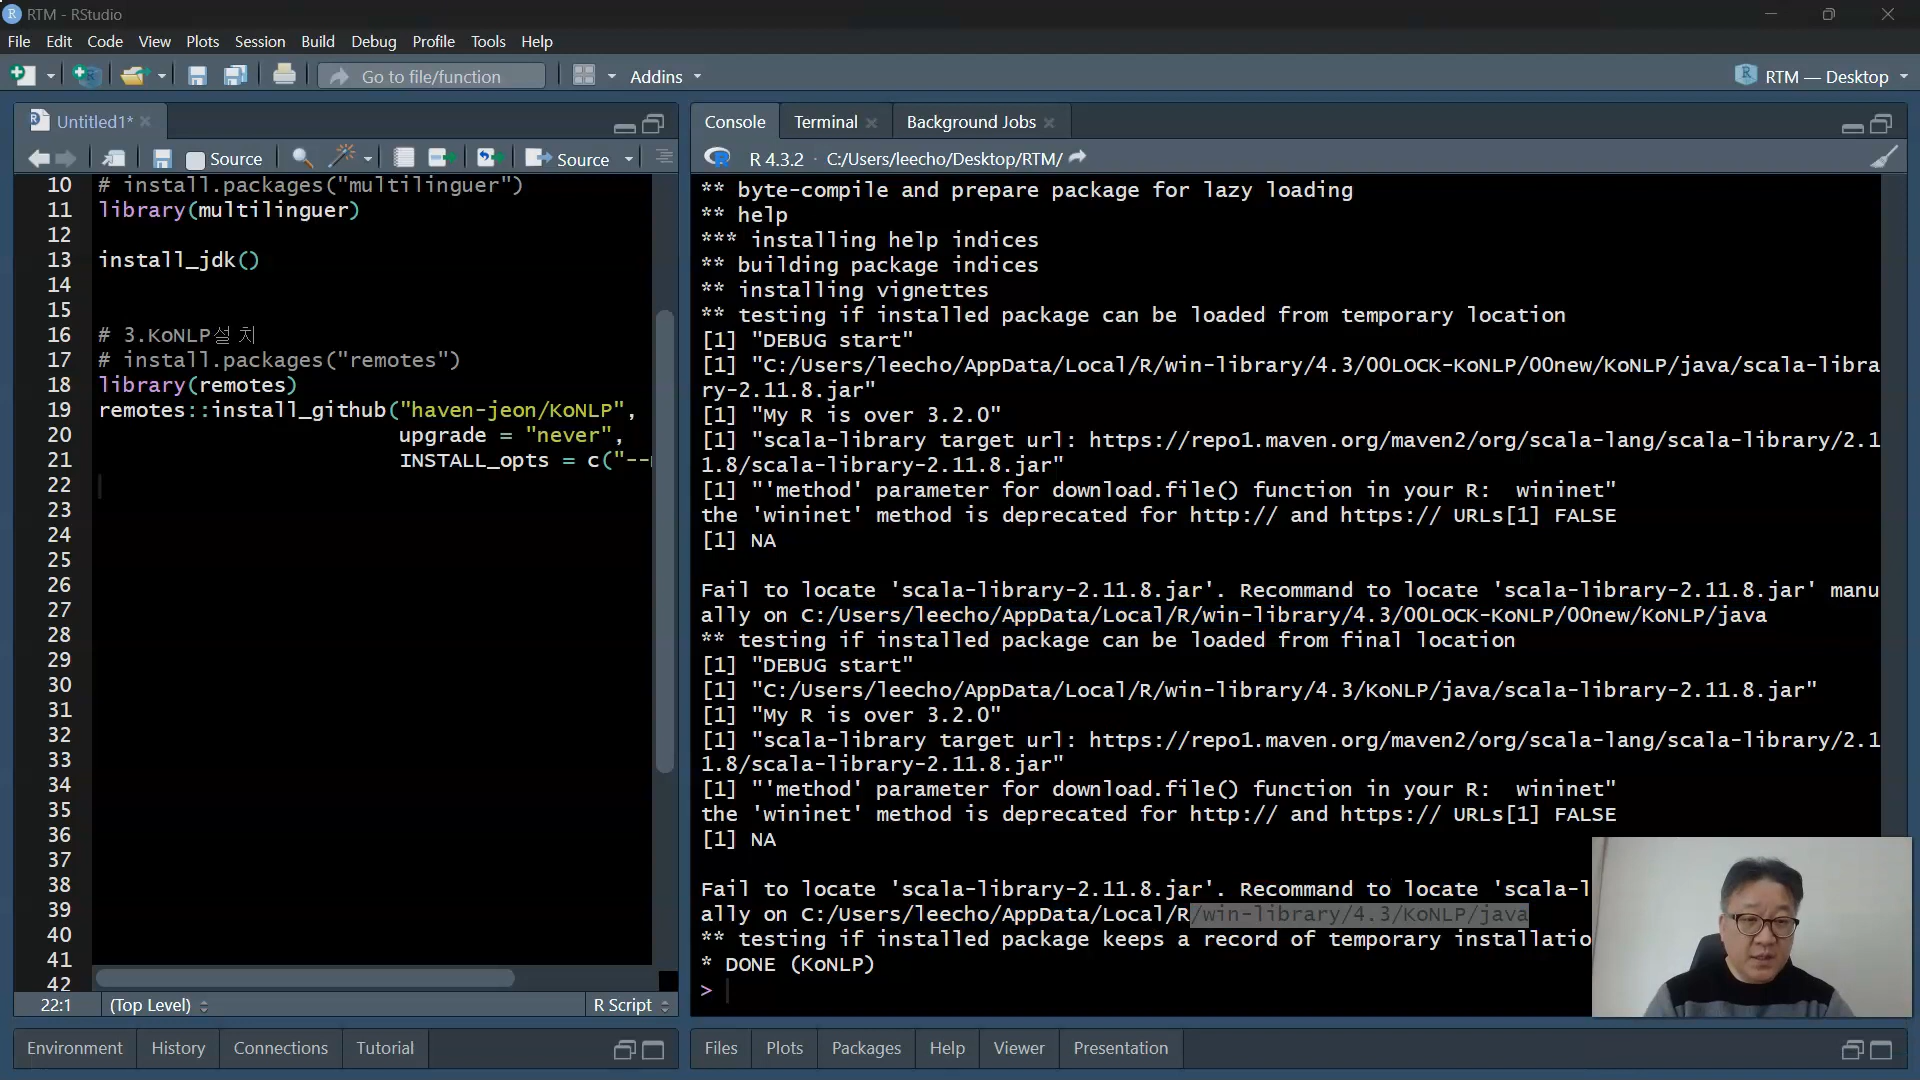 RTM - RStudio
File Edit Code View Plots Session Build Debug Profile Tools Help
Go to file/function Addins RTM — Desktop
Untitled1*
Source Source
10 # install.packages("multilinguer")
11 library(multilinguer)
12
13 install_jdk()
14
15
16 # 3.KoNLP설 치
17 # install.packages("remotes")
18 library(remotes)
19 remotes::install_github("haven-jeon/KoNLP",
20 upgrade = "never",
21 INSTALL_opts = c("--
22
23
24
25
26
27
28
29
30
31
32
33
34
35
36
37
38
39
40
41
42
22:1 (Top Level) R Script
Environment History Connections Tutorial
Console Terminal Background Jobs
R 4.3.2 · C:/Users/leecho/Desktop/RTM/
** byte-compile and prepare package for lazy loading
** help
*** installing help indices
** building package indices
** installing vignettes
** testing if installed package can be loaded from temporary location
[1] "DEBUG start"
[1] "C:/Users/leecho/AppData/Local/R/win-library/4.3/00LOCK-KoNLP/00new/KoNLP/java/scala-libra
ry-2.11.8.jar"
[1] "My R is over 3.2.0"
[1] "scala-library target url: https://repo1.maven.org/maven2/org/scala-lang/scala-library/2.1
1.8/scala-library-2.11.8.jar"
[1] "'method' parameter for download.file() function in your R:  wininet"
the 'wininet' method is deprecated for http:// and https:// URLs[1] FALSE
[1] NA
Fail to locate 'scala-library-2.11.8.jar'. Recommand to locate 'scala-library-2.11.8.jar' manu
ally on C:/Users/leecho/AppData/Local/R/win-library/4.3/00LOCK-KoNLP/00new/KoNLP/java
** testing if installed package can be loaded from final location
[1] "DEBUG start"
[1] "C:/Users/leecho/AppData/Local/R/win-library/4.3/KoNLP/java/scala-library-2.11.8.jar"
[1] "My R is over 3.2.0"
[1] "scala-library target url: https://repo1.maven.org/maven2/org/scala-lang/scala-library/2.1
1.8/scala-library-2.11.8.jar"
[1] "'method' parameter for download.file() function in your R:  wininet"
the 'wininet' method is deprecated for http:// and https:// URLs[1] FALSE
[1] NA
Fail to locate 'scala-library-2.11.8.jar'. Recommand to locate 'scala-l
ally on C:/Users/leecho/AppData/Local/R/win-library/4.3/KoNLP/java
** testing if installed package keeps a record of temporary installatio
* DONE (KoNLP)
>
Files Plots Packages Help Viewer Presentation